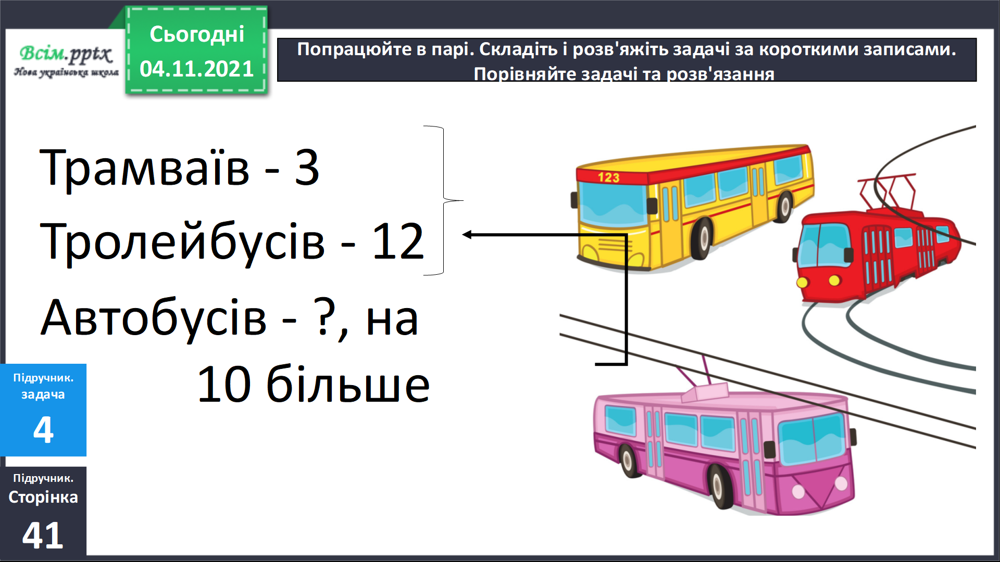 Всім.pptx
Нова українська школа
Сьогодні
04.11.2021
Попрацюйте в парі. Складіть і розв'яжіть задачі за короткими записами.
Порівняйте задачі та розв'язання
Трамваїв - 3
Тролейбусів - 12
Автобусів - ?, на
10 більше
123
Підручник.
задача
4
Підручник.
Сторінка
41